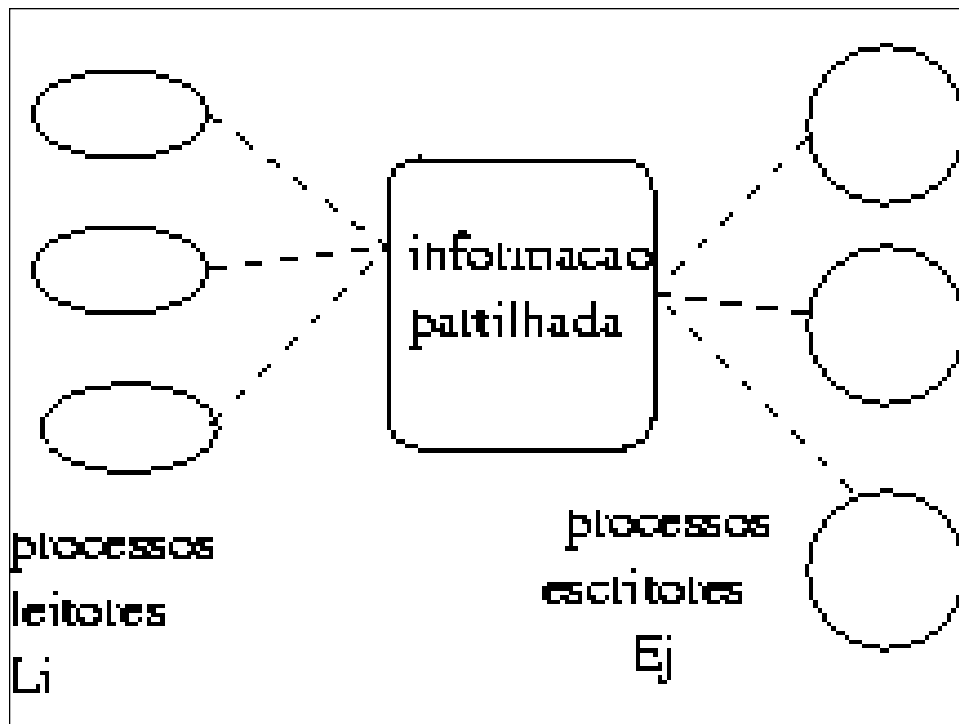 informacao
partilhada
processos
leitores
Li
processos
escritores
Ej